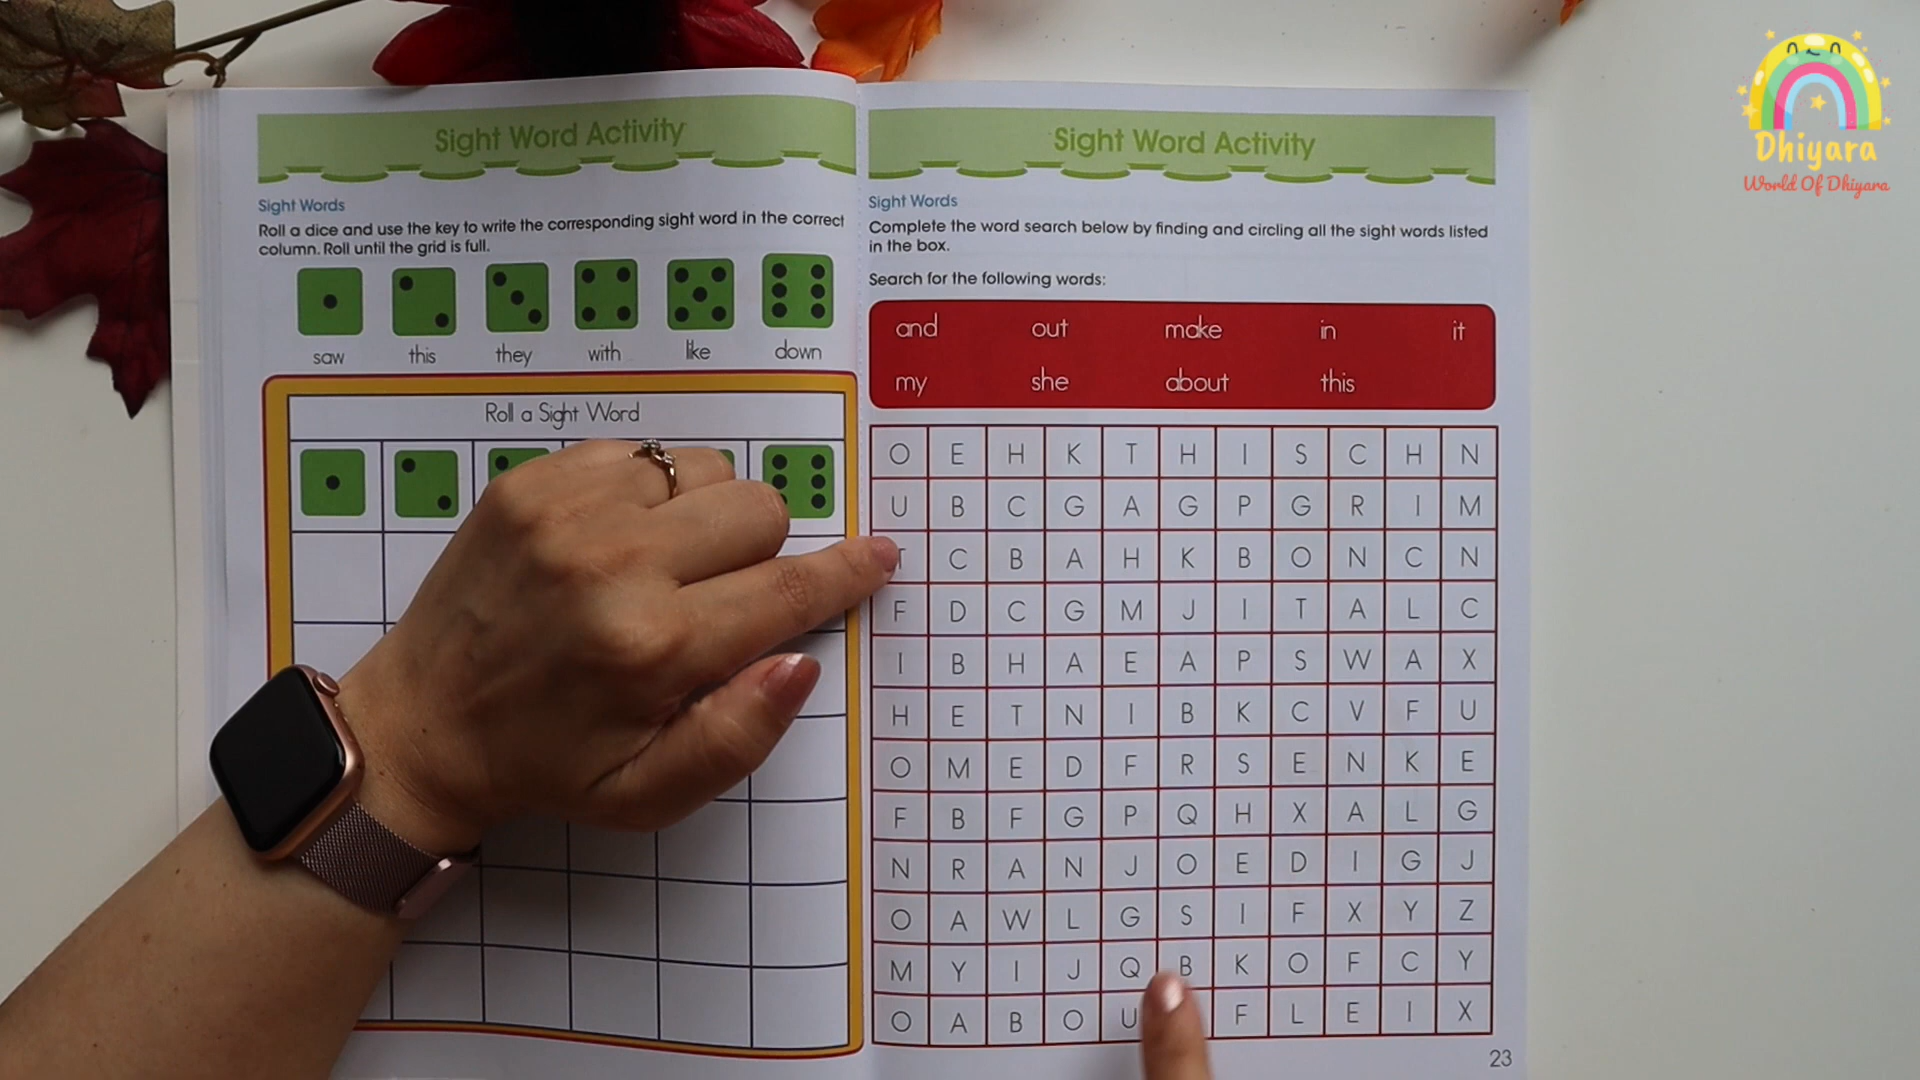 Dhiyara
World Of Dhiyara
Sight Word Activity
Sight Words
Roll a dice and use the key to write the corresponding sight word in the correct
column. Roll until the grid is full.
saw this they with like down
Roll a Sight Word
Sight Word Activity
Sight Words
Complete the word search below by finding and circling all the sight words listed
in the box.
Search for the following words:
and out make in it
my she about this
O E H K T H I S C H N
U B C G A G P G R I M
T C B A H K B O N C N
F D C G M J I T A L C
I B H A E A P S W A X
H E T N I B K C V F U
O M E D F R S E N K E
F B F G P Q H X A L G
N R A N J O E D I G J
O A W L G S I F X Y Z
M Y I J Q B K O F C Y
O A B O U F L E I X
23